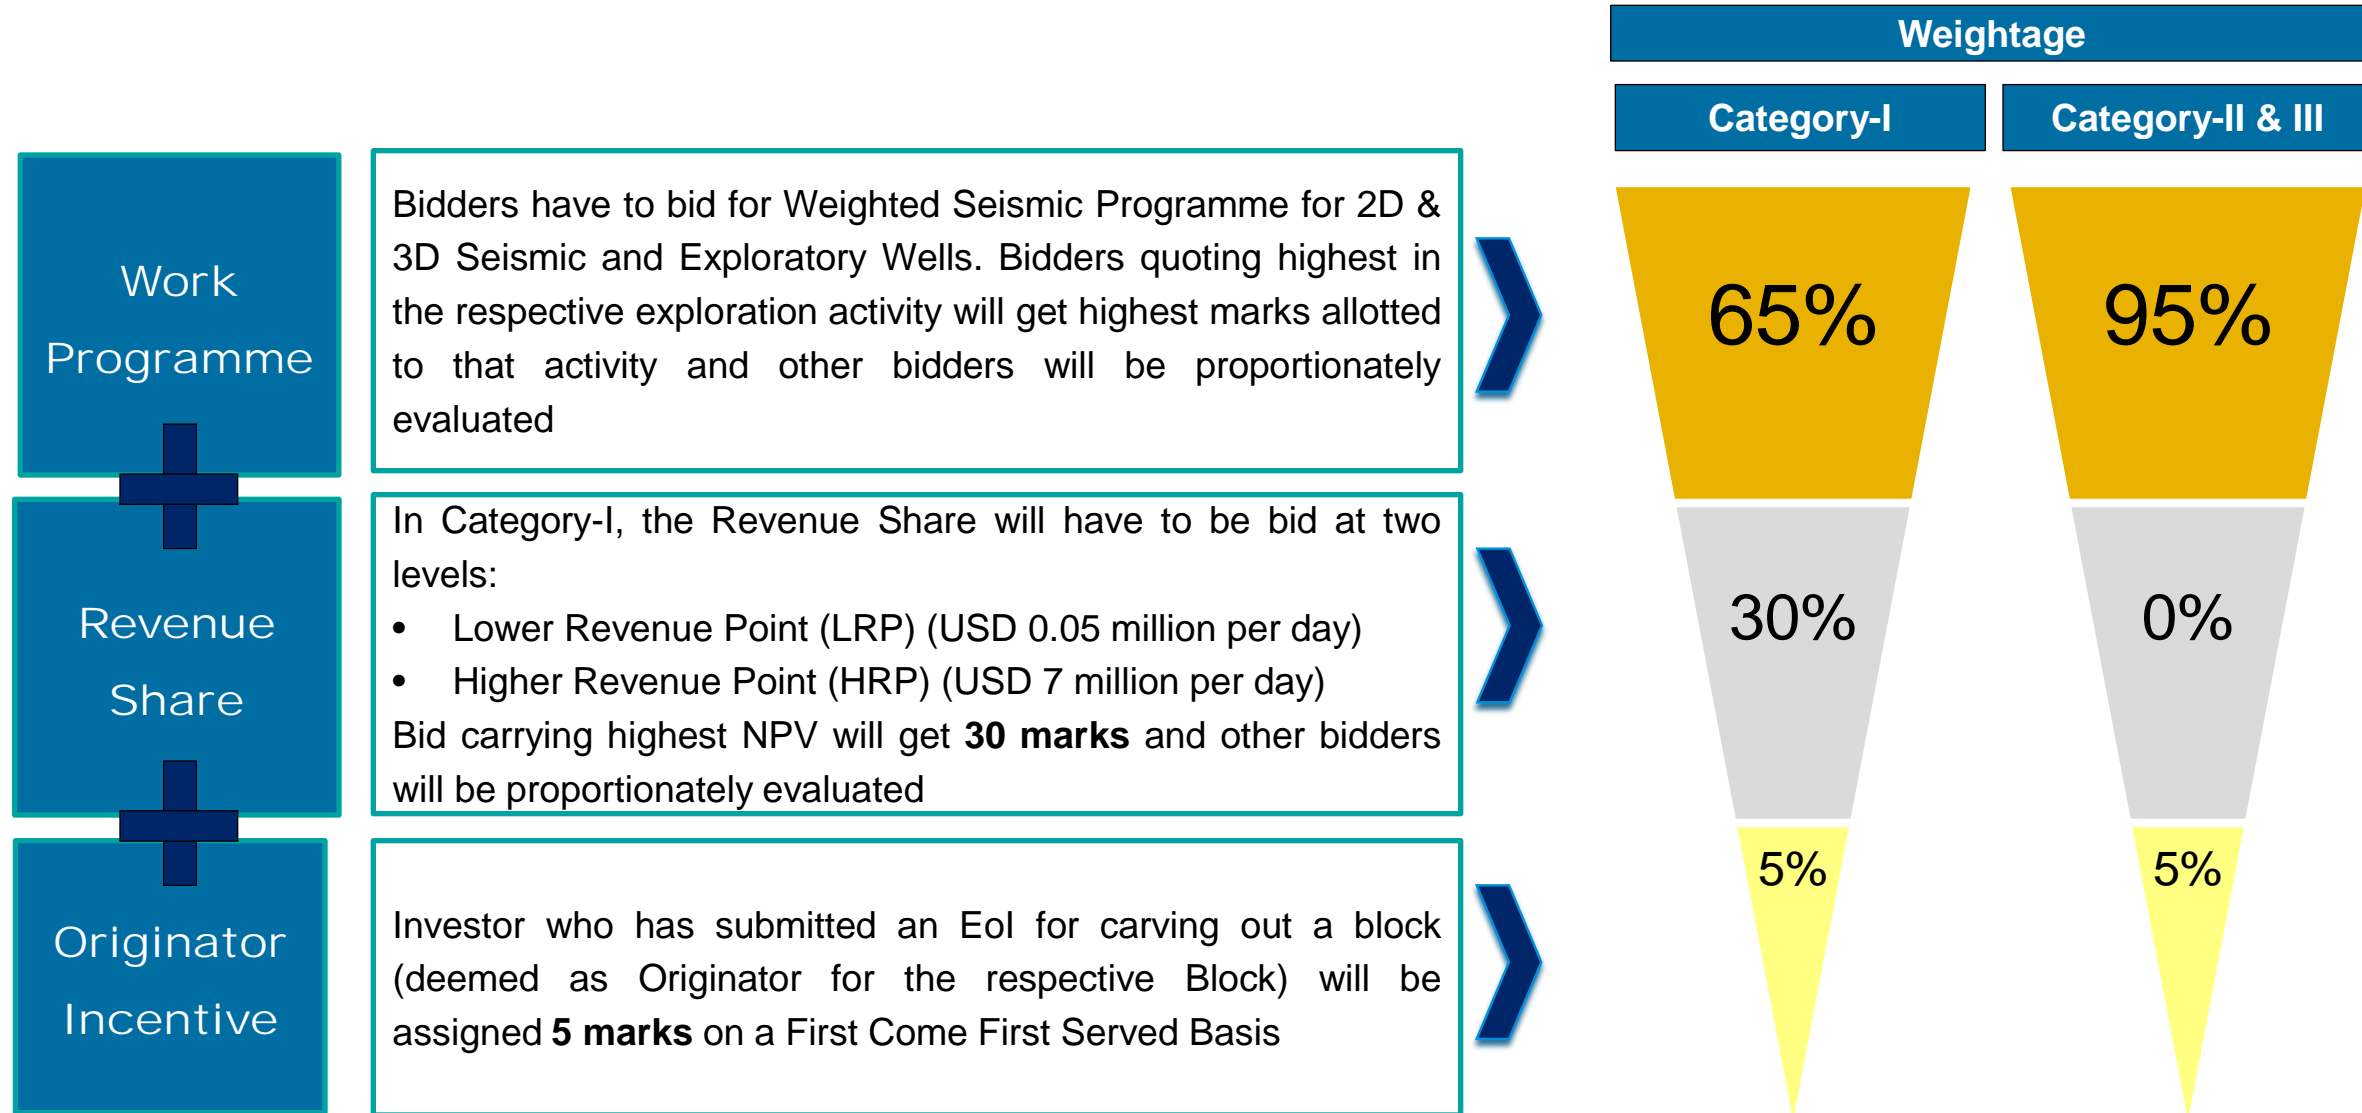 Weightage
Category-I
Category-II & III
Work
Programme
Bidders have to bid for Weighted Seismic Programme for 2D &
3D Seismic and Exploratory Wells. Bidders quoting highest in
the respective exploration activity will get highest marks allotted
to that activity and other bidders will be proportionately
evaluated
65%
95%
Revenue
Share
In Category-I, the Revenue Share will have to be bid at two
levels:
• Lower Revenue Point (LRP) (USD 0.05 million per day)
• Higher Revenue Point (HRP) (USD 7 million per day)
Bid carrying highest NPV will get 30 marks and other bidders
will be proportionately evaluated
30%
0%
Originator
Incentive
Investor who has submitted an EoI for carving out a block
(deemed as Originator for the respective Block) will be
assigned 5 marks on a First Come First Served Basis
5%
5%